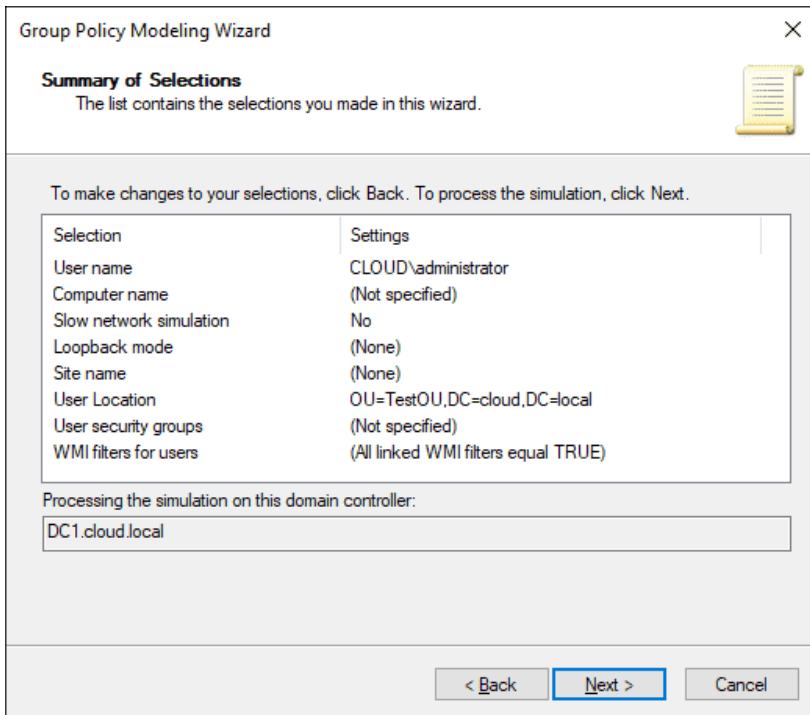 Group Policy Modeling Wizard
Summary of Selections
The list contains the selections you made in this wizard.
To make changes to your selections, click Back. To process the simulation, click Next.
Selection Settings
User name CLOUD\administrator
Computer name (Not specified)
Slow network simulation No
Loopback mode (None)
Site name (None)
User Location OU=TestOU,DC=cloud,DC=local
User security groups (Not specified)
WMI filters for users (All linked WMI filters equal TRUE)
Processing the simulation on this domain controller:
DC1.cloud.local
< Back Next > Cancel